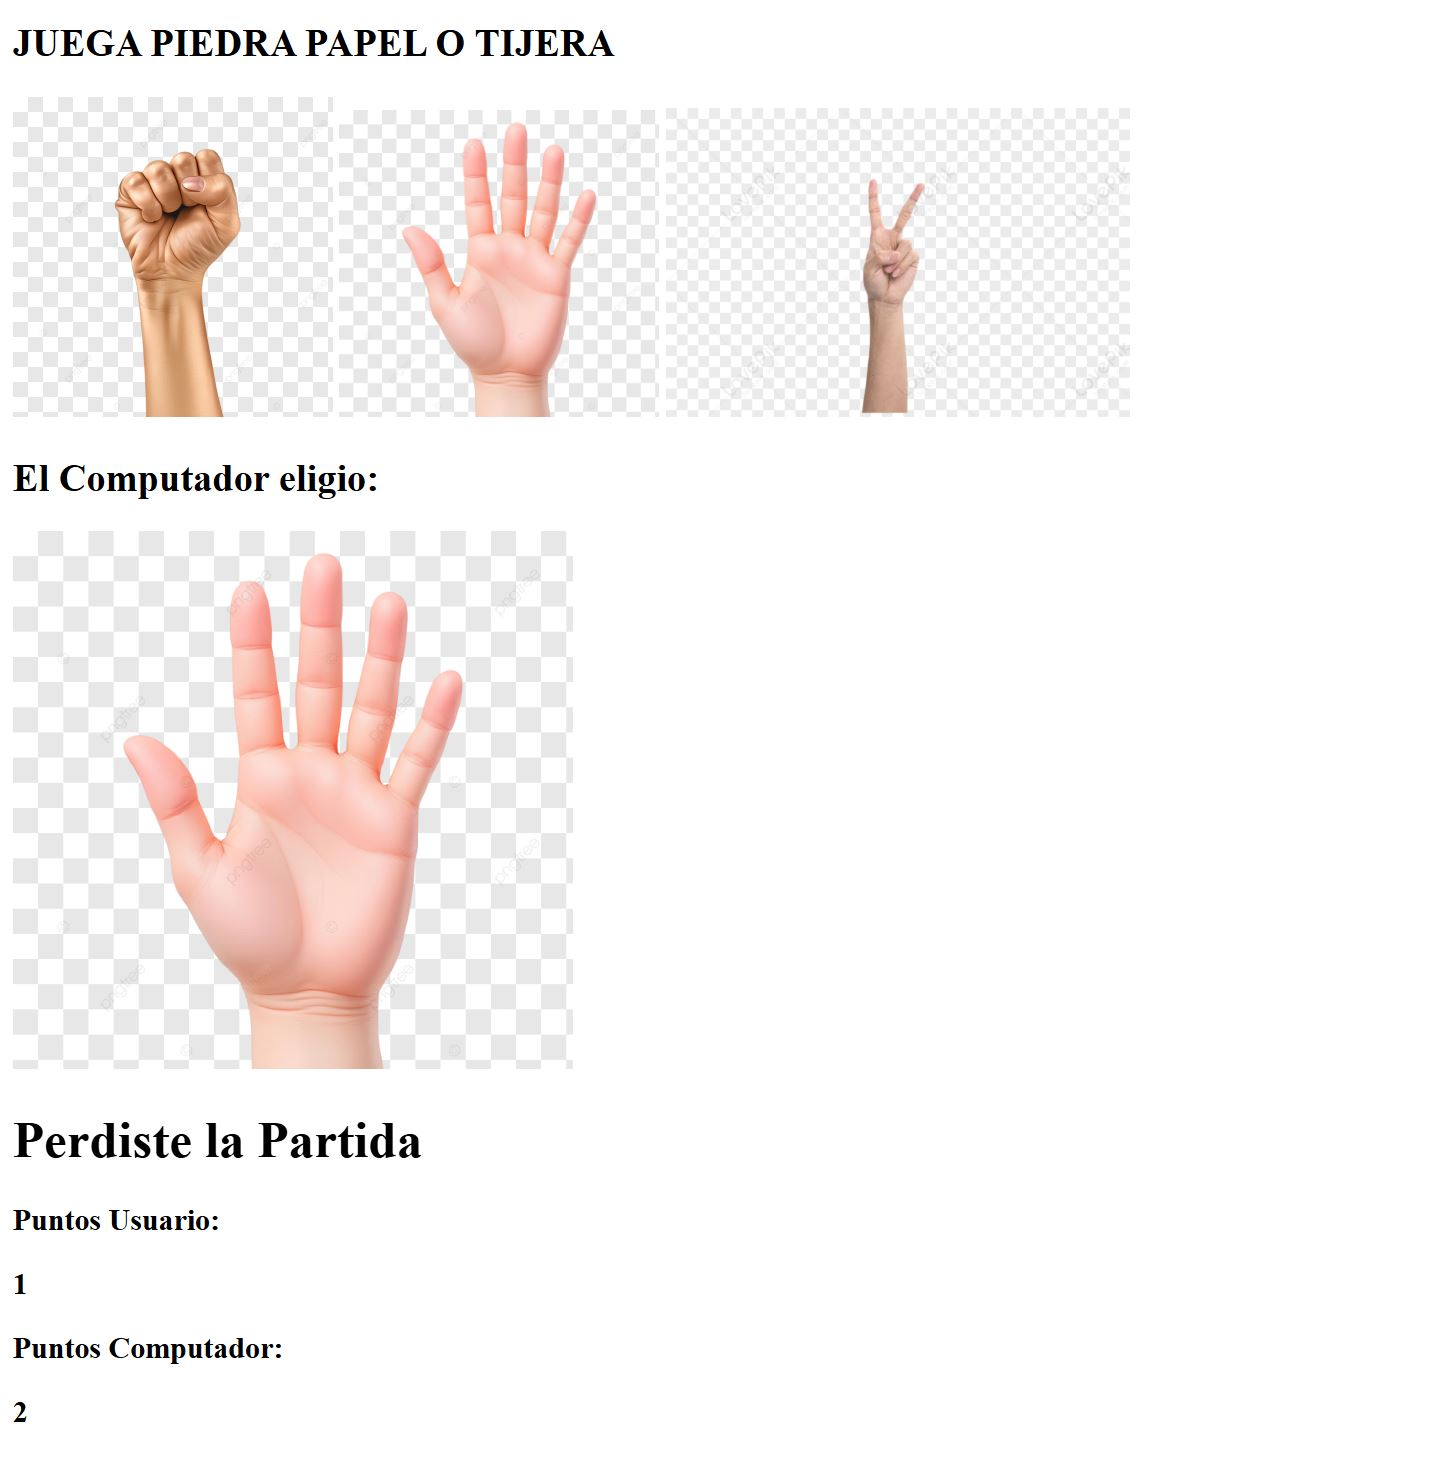 JUEGA PIEDRA PAPEL O TIJERA
El Computador eligio:
Perdiste la Partida
Puntos Usuario:
1
Puntos Computador:
2